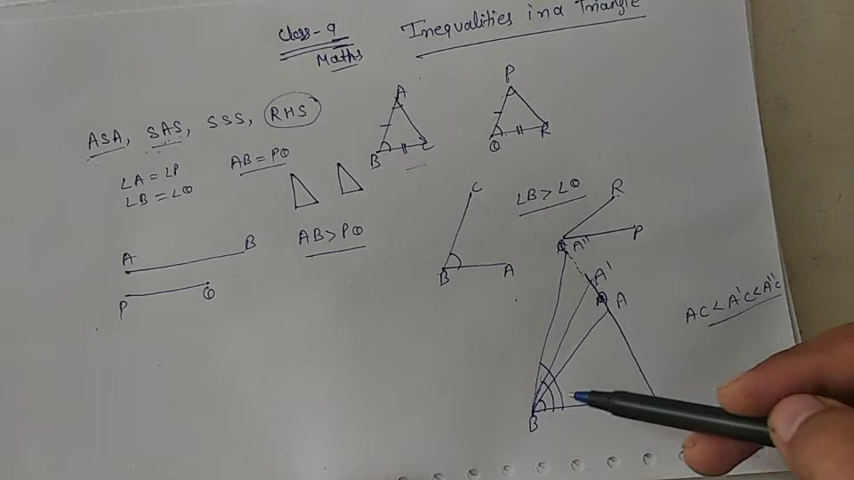 Class-9
Maths
Inequalities in a Triangle
ASA, SAS, SSS, RHS
∠A = ∠P
∠B = ∠Q
AB = PQ
A
B
C
P
Q
R
A
B
P
Q
AB > PQ
C
B
A
∠B > ∠Q
R
P
A"
A'
A
B
AC < A'C < A"C